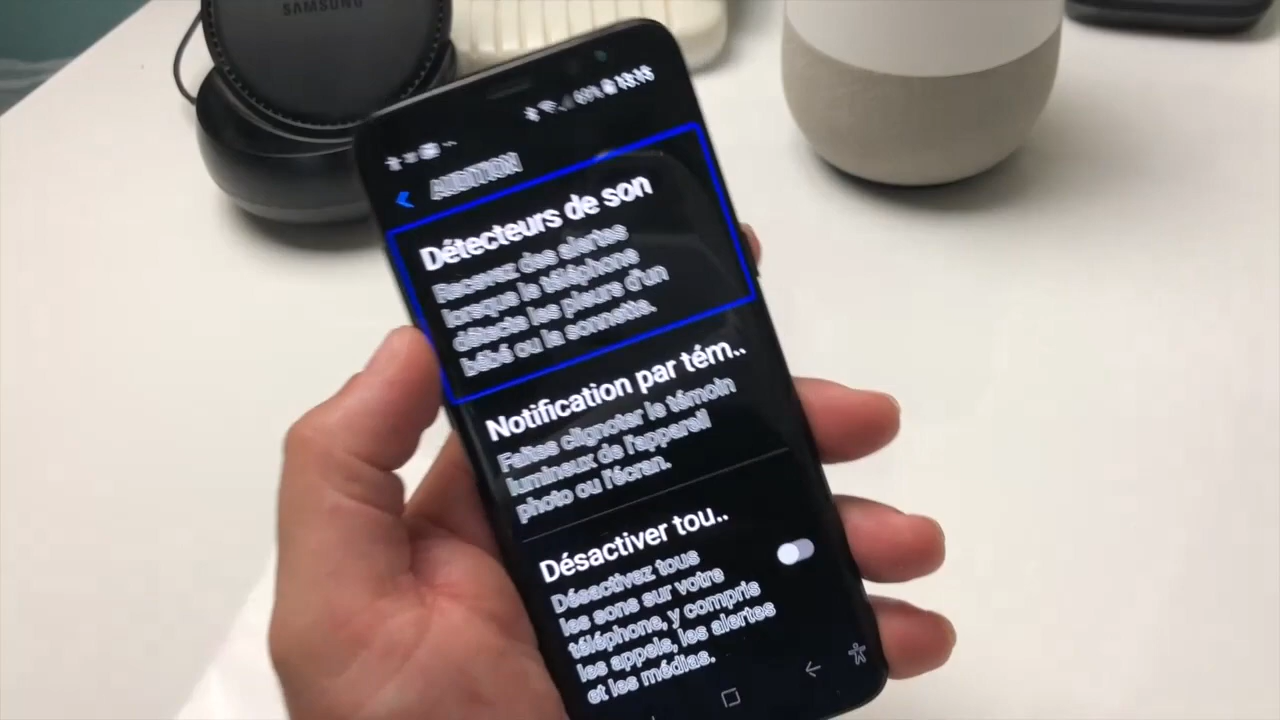 SAMSUNG
AUDITION
Détecteurs de son
Recevez des alertes
lorsque le téléphone
détecte les pleurs d'un
bébé ou la sonnette.
Notification par tém..
Faites clignoter le témoin
lumineux de l'appareil
photo ou l'écran.
Désactiver tou..
Désactivez tous
les sons sur votre
téléphone, y compris
les appels, les alertes
et les médias.